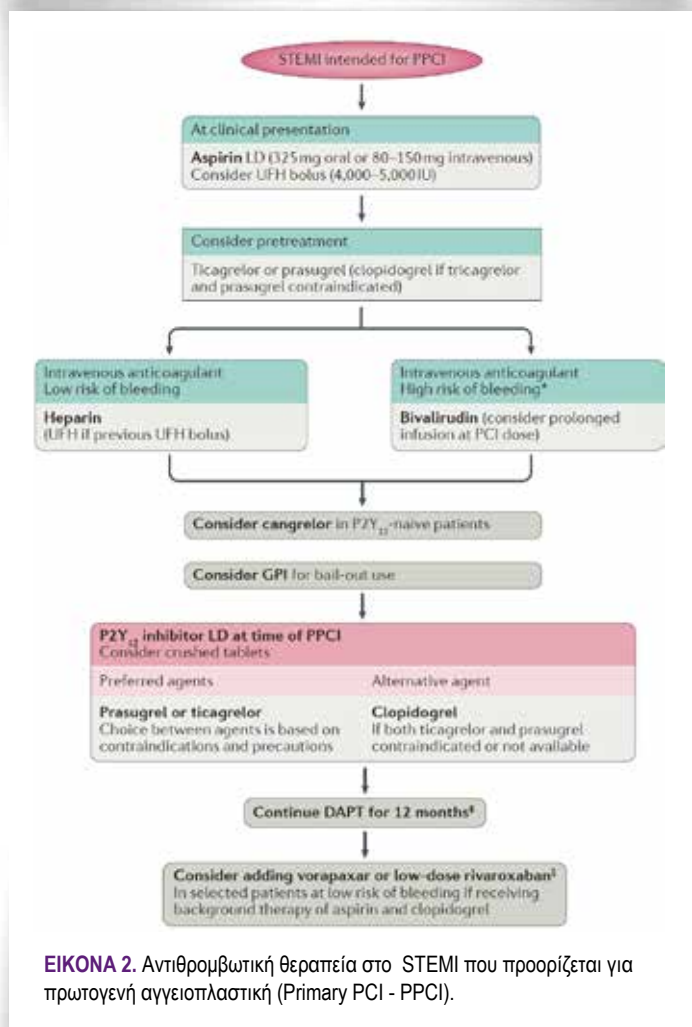 STEMI intended for PPCI
At clinical presentation
Aspirin LD (325 mg oral or 80–150 mg intravenous)
Consider UFH bolus (4,000–5,000 IU)
Consider pretreatment
Ticagrelor or prasugrel (clopidogrel if tricagrelor
and prasugrel contraindicated)
Intravenous anticoagulant
Low risk of bleeding
Heparin
(UFH if previous UFH bolus)
Intravenous anticoagulant
High risk of bleeding*
Bivalirudin (consider prolonged
infusion at PCI dose)
Consider cangrelor in P2Y₁₂-naive patients
Consider GPI for bail-out use
P2Y₁₂ inhibitor LD at time of PPCI
Consider crushed tablets
Preferred agents
Prasugrel or ticagrelor
Choice between agents is based on
contraindications and precautions
Alternative agent
Clopidogrel
If both ticagrelor and prasugrel
contraindicated or not available
Continue DAPT for 12 months‡
Consider adding vorapaxar or low-dose rivaroxaban§
In selected patients at low risk of bleeding if receiving
background therapy of aspirin and clopidogrel
ΕΙΚΟΝΑ 2. Αντιθρομβωτική θεραπεία στο STEMI που προορίζεται για
πρωτογενή αγγειοπλαστική (Primary PCI - PPCI).